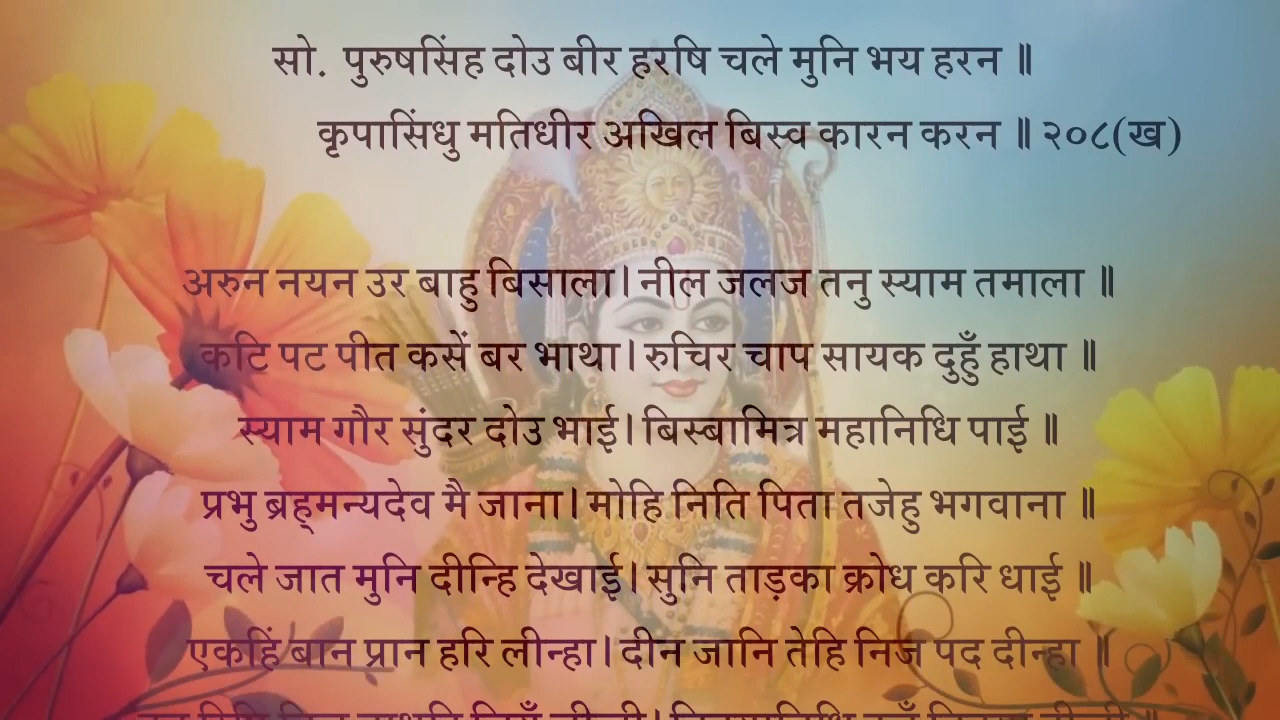 सो. पुरुषसिंह दोउ बीर हरषि चले मुनि भय हरन ॥
कृपासिंधु मतिधीर अखिल बिस्व कारन करन ॥ २०८(ख)
अरुन नयन उर बाहु बिसाला। नील जलज तनु स्याम तमाला ॥
कटि पट पीत कसें बर भाथा। रुचिर चाप सायक दुहुँ हाथा ॥
स्याम गौर सुंदर दोउ भाई। बिस्बामित्र महानिधि पाई ॥
प्रभु ब्रह्मन्यदेव मै जाना। मोहि निति पिता तजेहु भगवाना ॥
चले जात मुनि दीन्हि देखाई। सुनि ताड़का क्रोध करि धाई ॥
एकहिं बान प्रान हरि लीन्हा। दीन जानि तेहि निज पद दीन्हा ॥